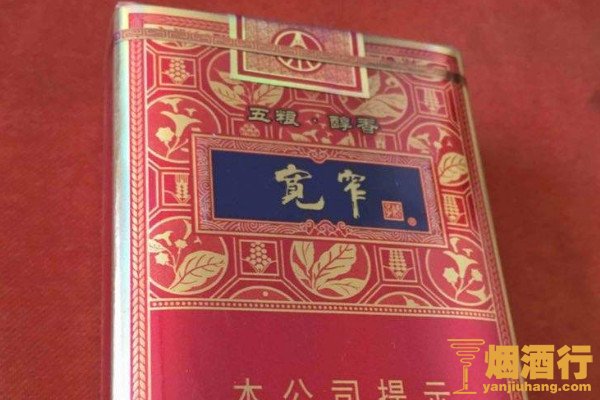 五粮·醇香
宽窄
本公司提示
烟酒行
yanjiuhang.com